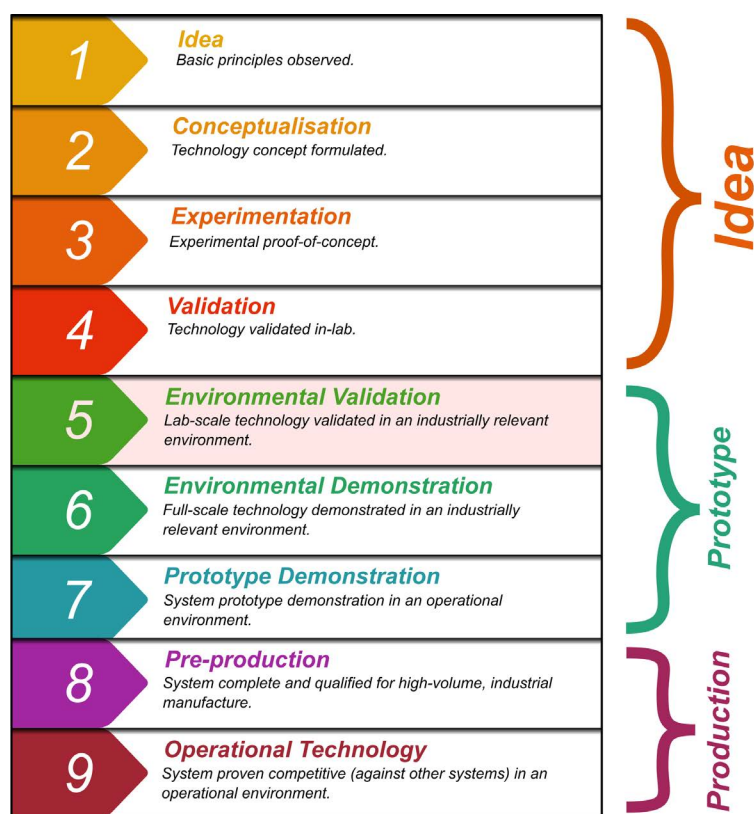 1
Idea
Basic principles observed.
2
Conceptualisation
Technology concept formulated.
3
Experimentation
Experimental proof-of-concept.
4
Validation
Technology validated in-lab.
Idea
5
Environmental Validation
Lab-scale technology validated in an industrially relevant
environment.
6
Environmental Demonstration
Full-scale technology demonstrated in an industrially
relevant environment.
7
Prototype Demonstration
System prototype demonstration in an operational
environment.
Prototype
8
Pre-production
System complete and qualified for high-volume, industrial
manufacture.
9
Operational Technology
System proven competitive (against other systems) in an
operational environment.
Production